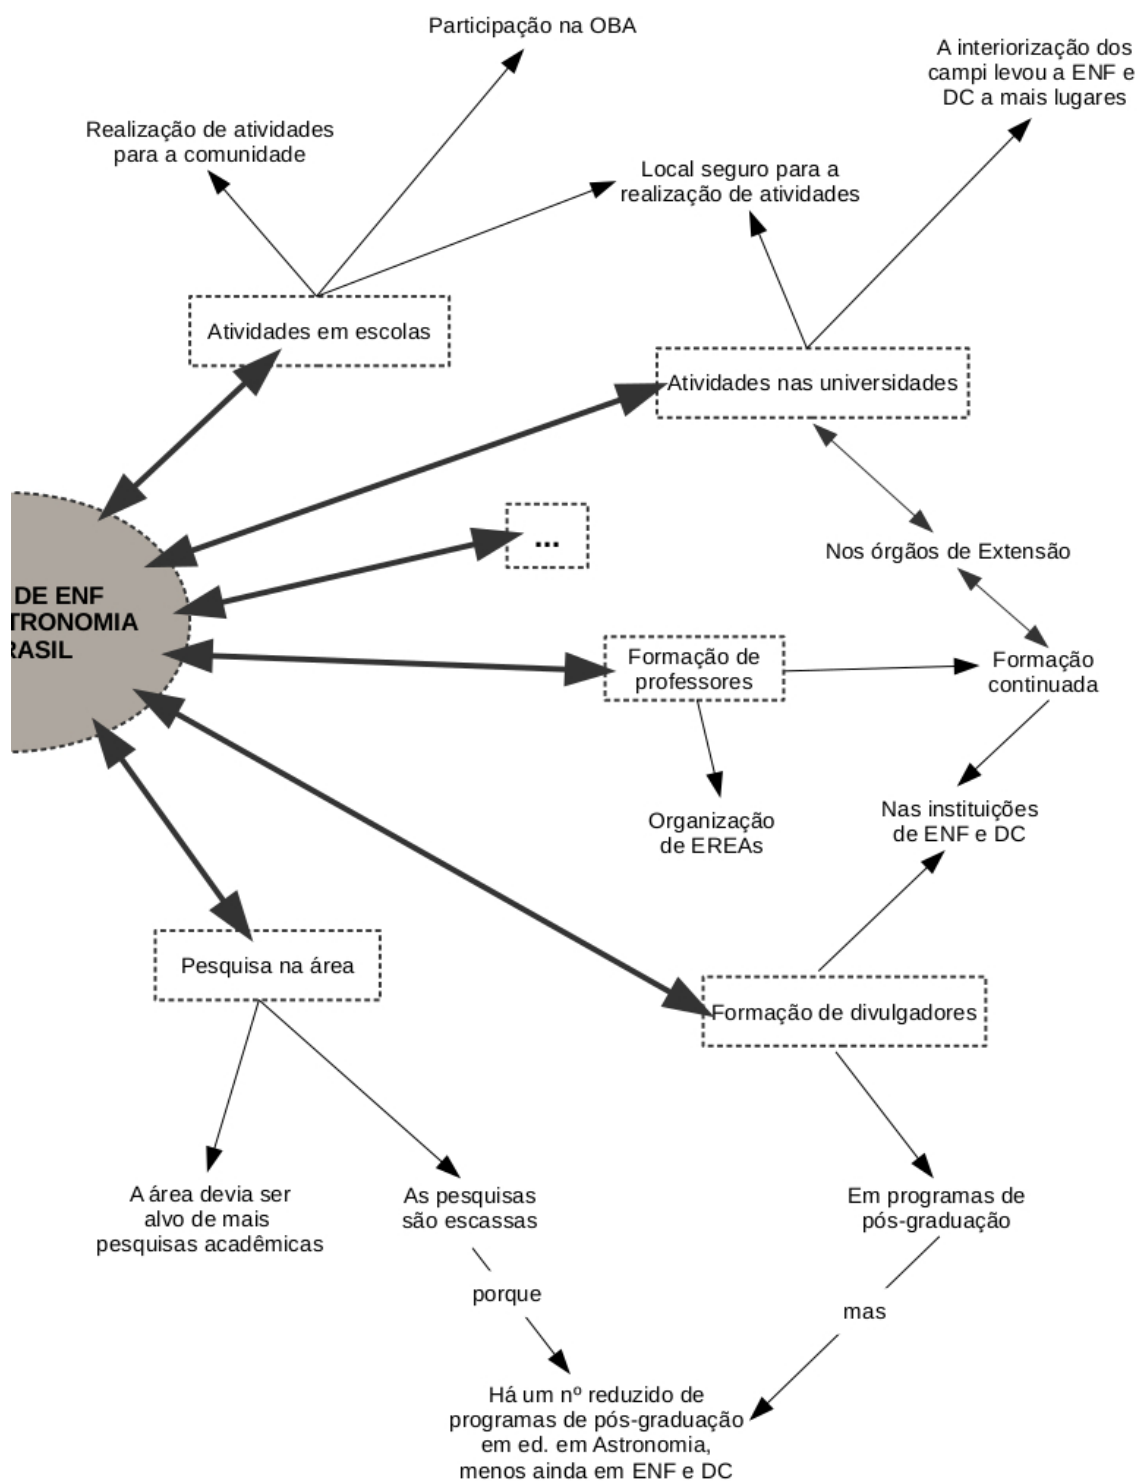 Participação na OBA
A interiorização dos
campi levou a ENF e
DC a mais lugares
Realização de atividades
para a comunidade
Local seguro para a
realização de atividades
Atividades em escolas
Atividades nas universidades
...
Nos órgãos de Extensão
DE ENF
TRONOMIA
RASIL
Formação de
professores
Formação
continuada
Organização
de EREAs
Nas instituições
de ENF e DC
Pesquisa na área
Formação de divulgadores
A área devia ser
alvo de mais
pesquisas acadêmicas
As pesquisas
são escassas
Em programas de
pós-graduação
porque
mas
Há um nº reduzido de
programas de pós-graduação
em ed. em Astronomia,
menos ainda em ENF e DC